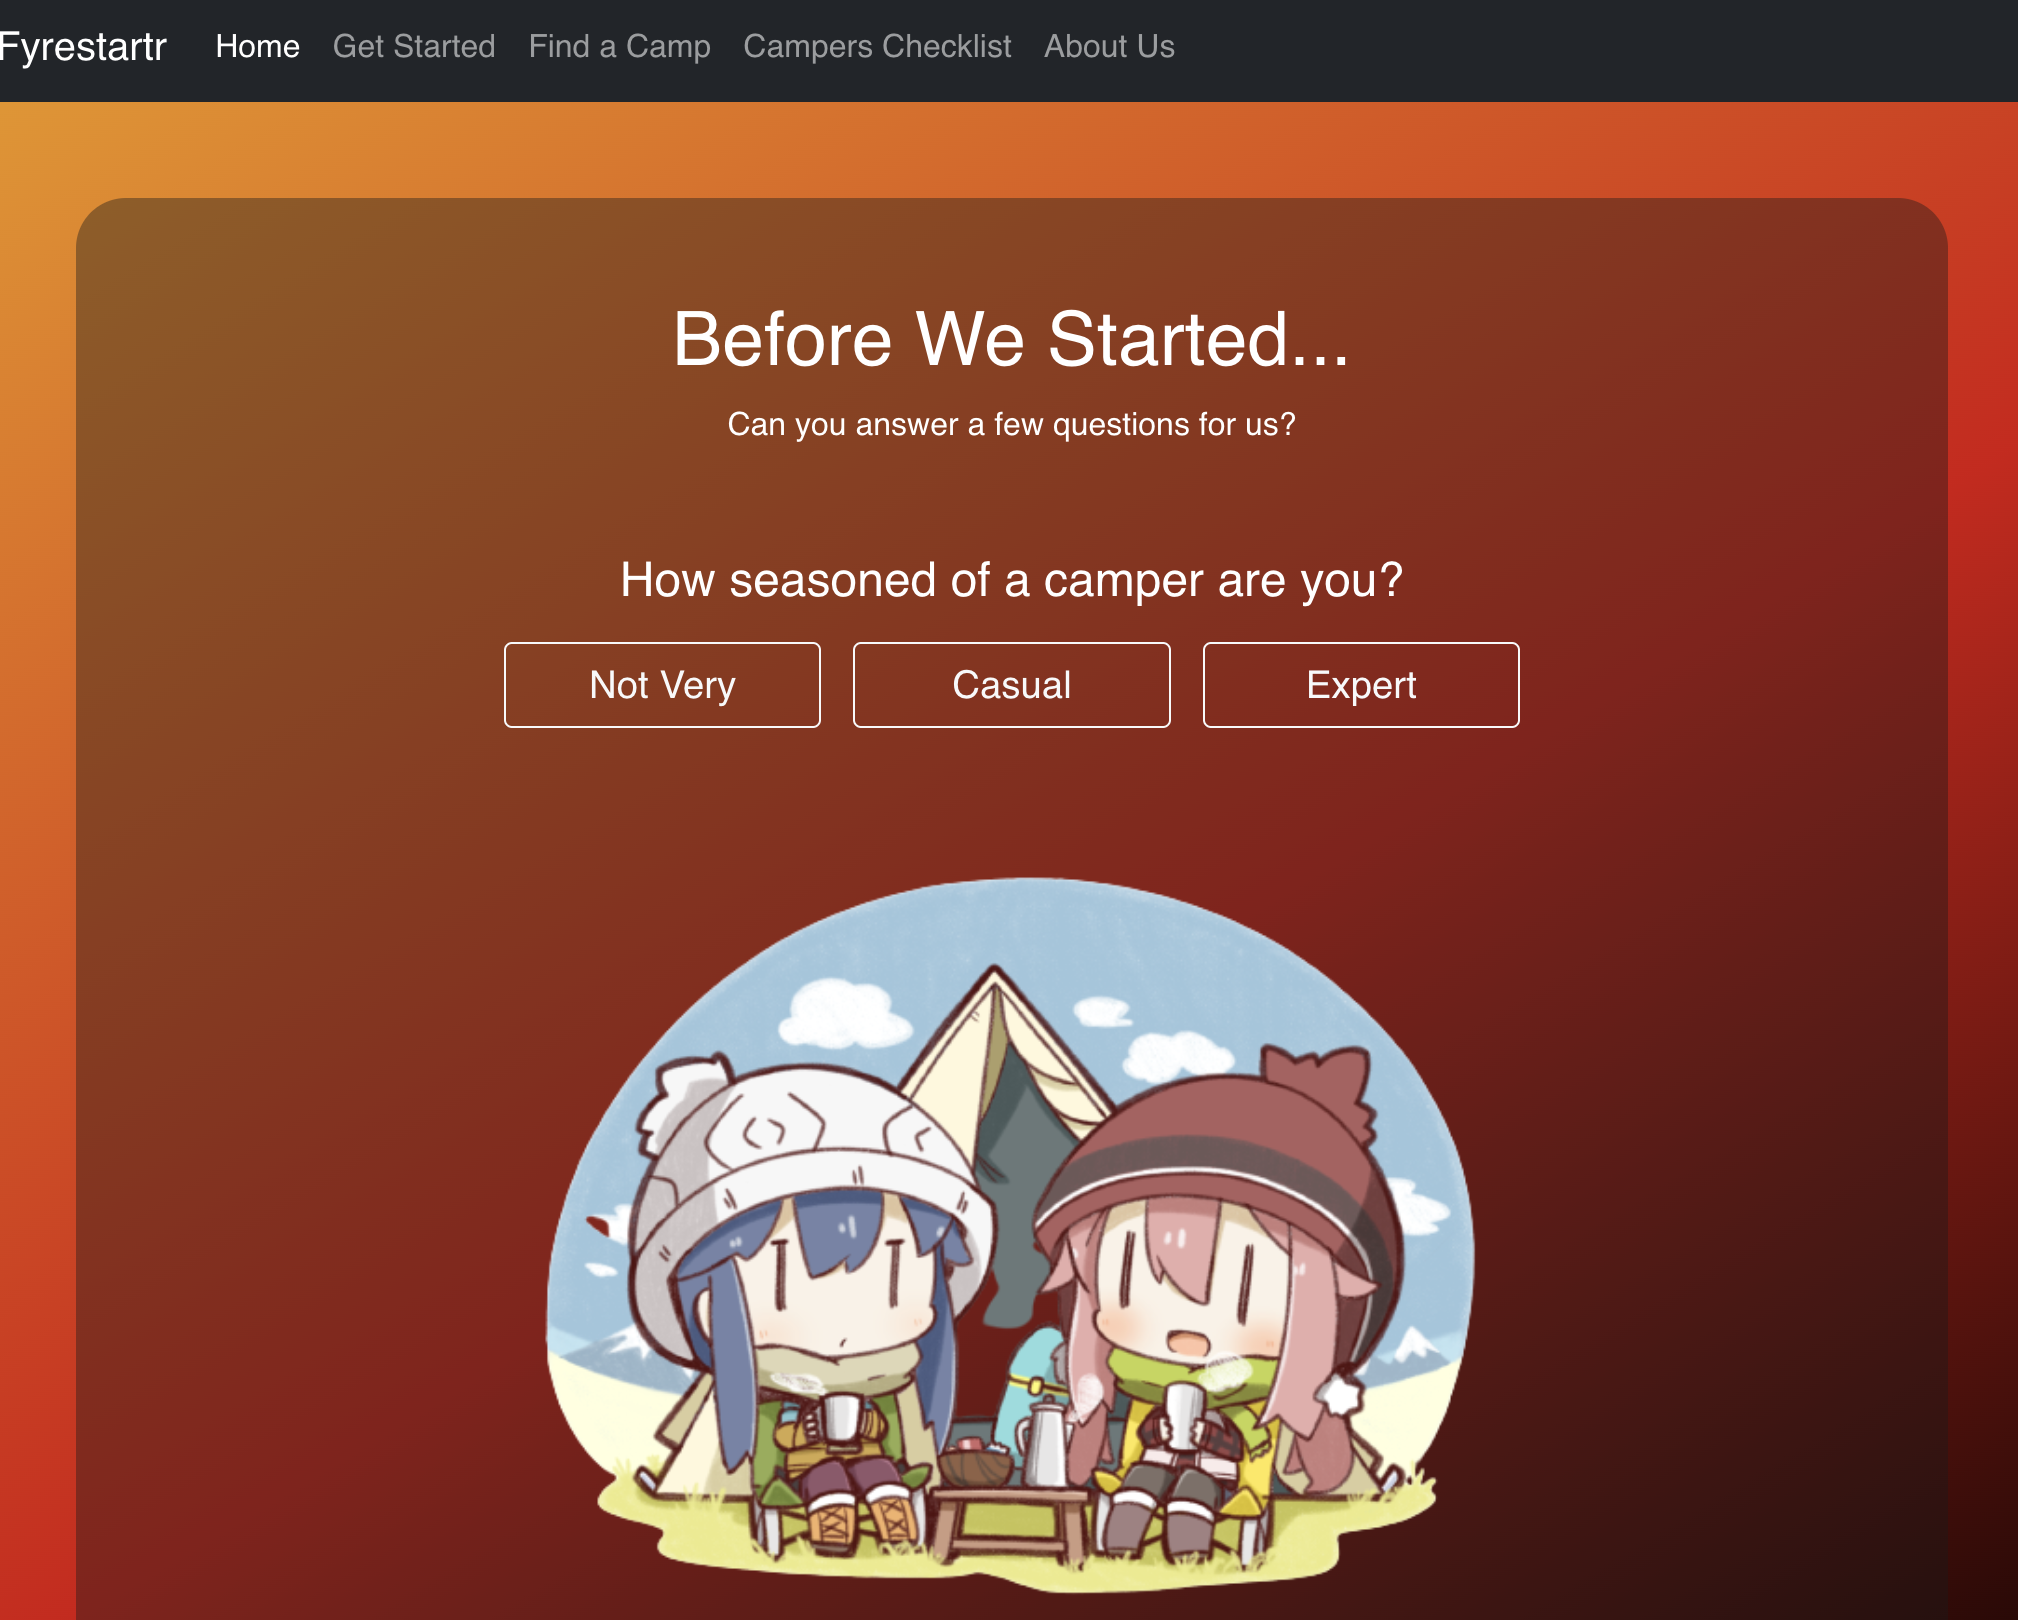 Fyrestartr Home Get Started Find a Camp Campers Checklist About Us
Before We Started...
Can you answer a few questions for us?
How seasoned of a camper are you?
Not Very Casual Expert